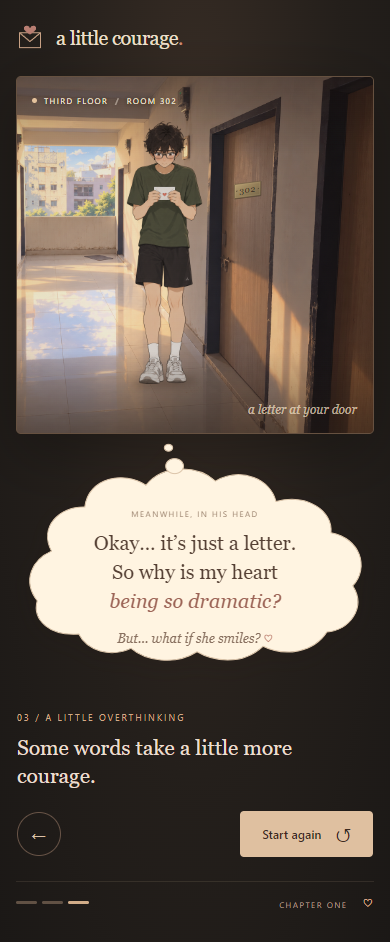 a little courage.
THIRD FLOOR / ROOM 302
302
a letter at your door
MEANWHILE, IN HIS HEAD
Okay... it’s just a letter.
So why is my heart
being so dramatic?
But... what if she smiles? ♡
03 / A LITTLE OVERTHINKING
Some words take a little more
courage.
← Start again ↺
CHAPTER ONE ♡